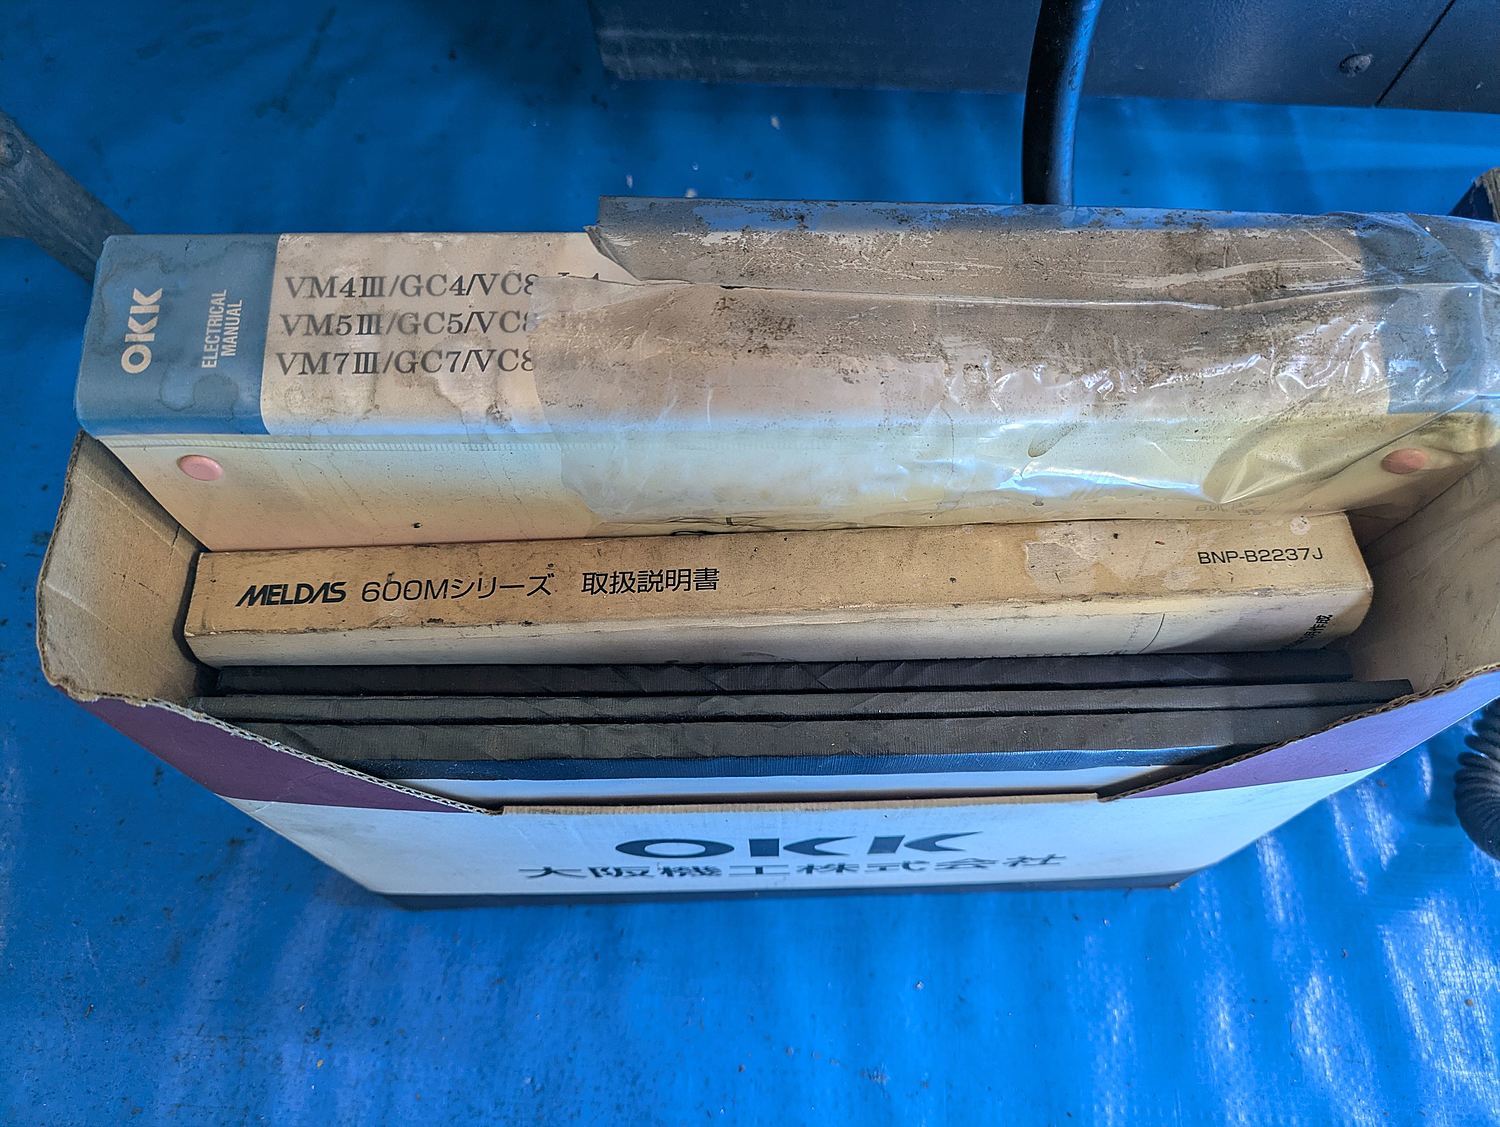 OKK
ELECTRICAL
MANUAL
VM4Ⅲ/GC4/VC8
VM5Ⅲ/GC5/VC8
VM7Ⅲ/GC7/VC8
MELDAS 600Mシリーズ 取扱説明書
BNP-B2237J
OKK
大阪機工株式会社